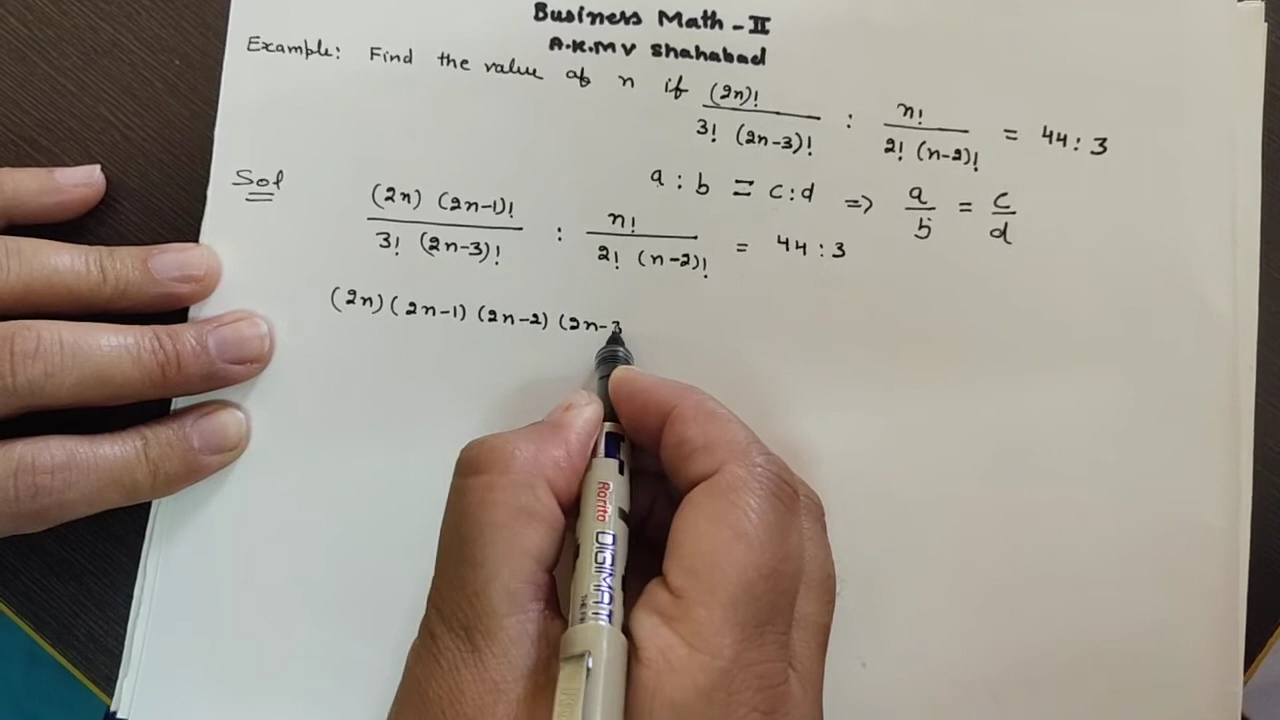 Business Math - II
A.K.M.V Shahabad
Example: Find the value of n if (2n)! / 3! (2n-3)! : n! / 2! (n-2)! = 44 : 3
a : b = c : d => a/b = c/d
Sol
(2n) (2n-1)! / 3! (2n-3)! : n! / 2! (n-2)! = 44 : 3
(2n) (2n-1) (2n-2) (2n-3
Rorito
DIGIMAT